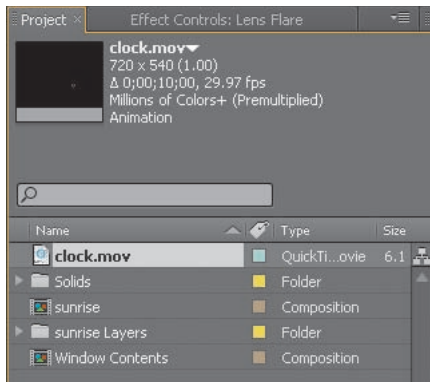 Project × Effect Controls: Lens Flare
clock.mov
720 x 540 (1.00)
Δ 0;00;10;00, 29.97 fps
Millions of Colors+ (Premultiplied)
Animation
Name Type Size
clock.mov QuickTi...ovie 6.1
Solids Folder
sunrise Composition
sunrise Layers Folder
Window Contents Composition